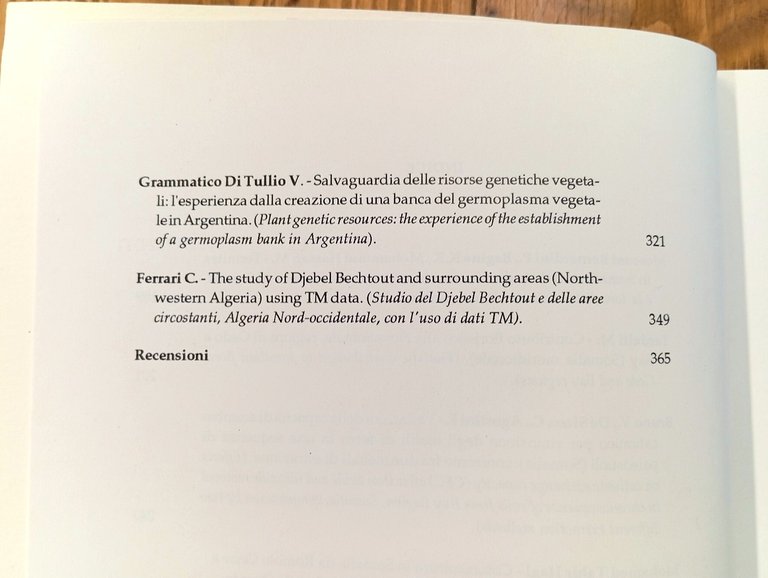 Grammatico Di Tullio V. - Salvaguardia delle risorse genetiche vegeta-
li: l'esperienza dalla creazione di una banca del germoplasma vegeta-
le in Argentina. (Plant genetic resources: the experience of the establishment
of a germoplasm bank in Argentina). 321
Ferrari C. - The study of Djebel Bechtout and surrounding areas (North-
western Algeria) using TM data. (Studio del Djebel Bechtout e delle aree
circostanti, Algeria Nord-occidentale, con l'uso di dati TM). 349
Recensioni 365